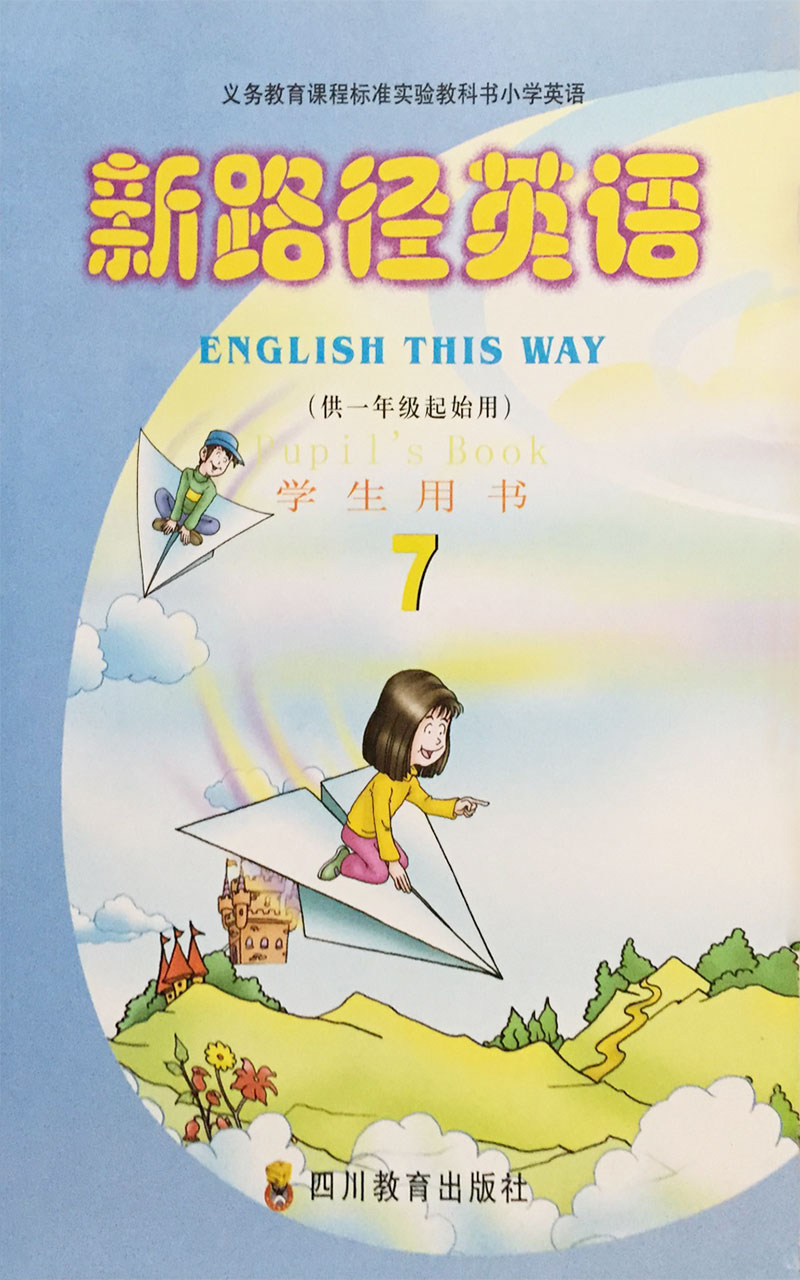 义务教育课程标准实验教科书小学英语
新路径英语
ENGLISH THIS WAY
(供一年级起始用)
Pupil's Book
学生用书
7
四川教育出版社